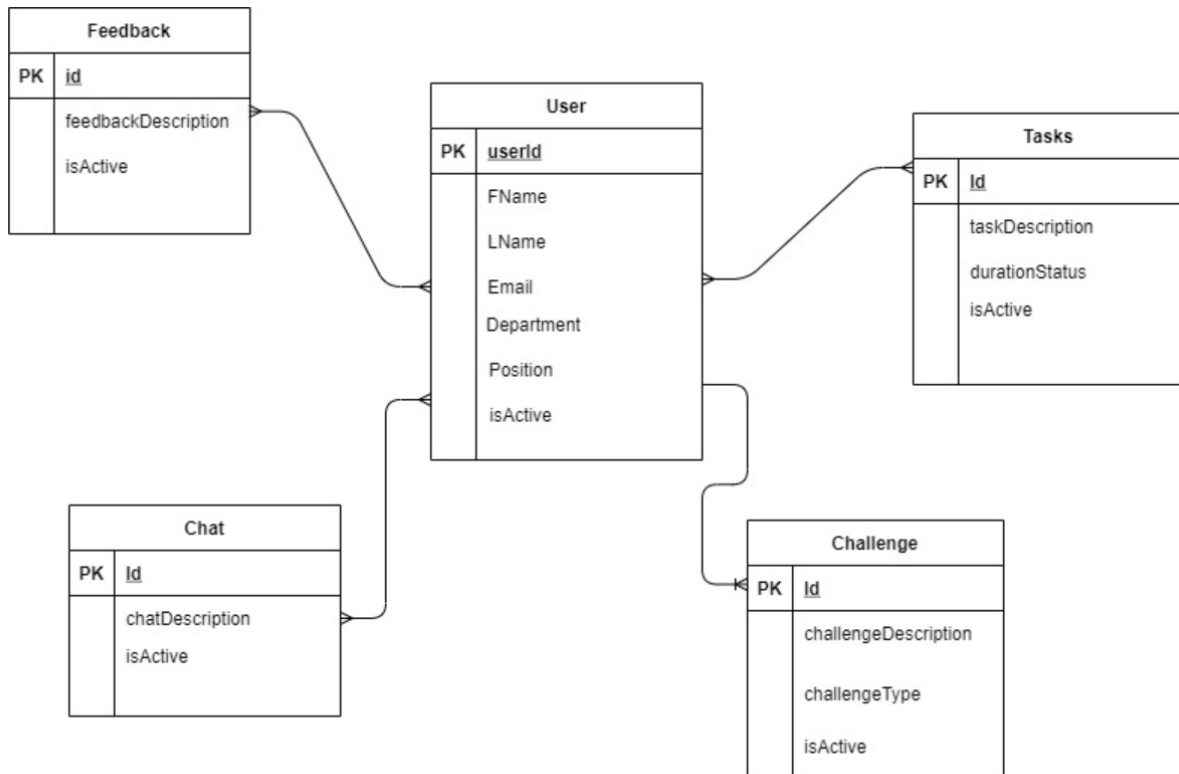 Feedback
PK id
feedbackDescription
isActive
User
PK userId
FName
LName
Email
Department
Position
isActive
Tasks
PK Id
taskDescription
durationStatus
isActive
Chat
PK Id
chatDescription
isActive
Challenge
PK Id
challengeDescription
challengeType
isActive